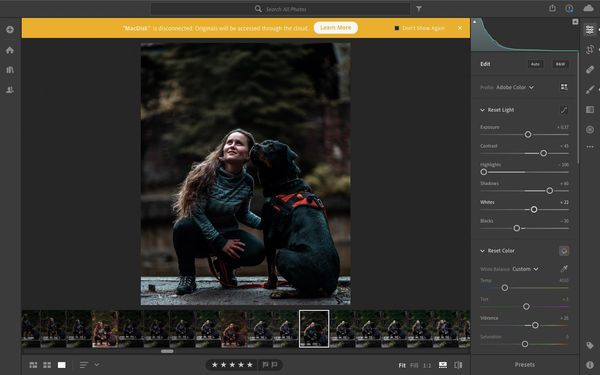 Search All Photos
"MacDisk" is disconnected. Originals will be accessed through the cloud.
Learn More
Don't Show Again
Edit
Auto
B&W
Profile: Adobe Color
Reset Light
Exposure + 0,37
Contrast + 45
Highlights - 100
Shadows + 60
Whites + 22
Blacks - 30
Reset Color
White Balance: Custom
Temp 4650
Tint + 5
Vibrance + 25
Saturation 0
Fit Fill 1:1
Presets